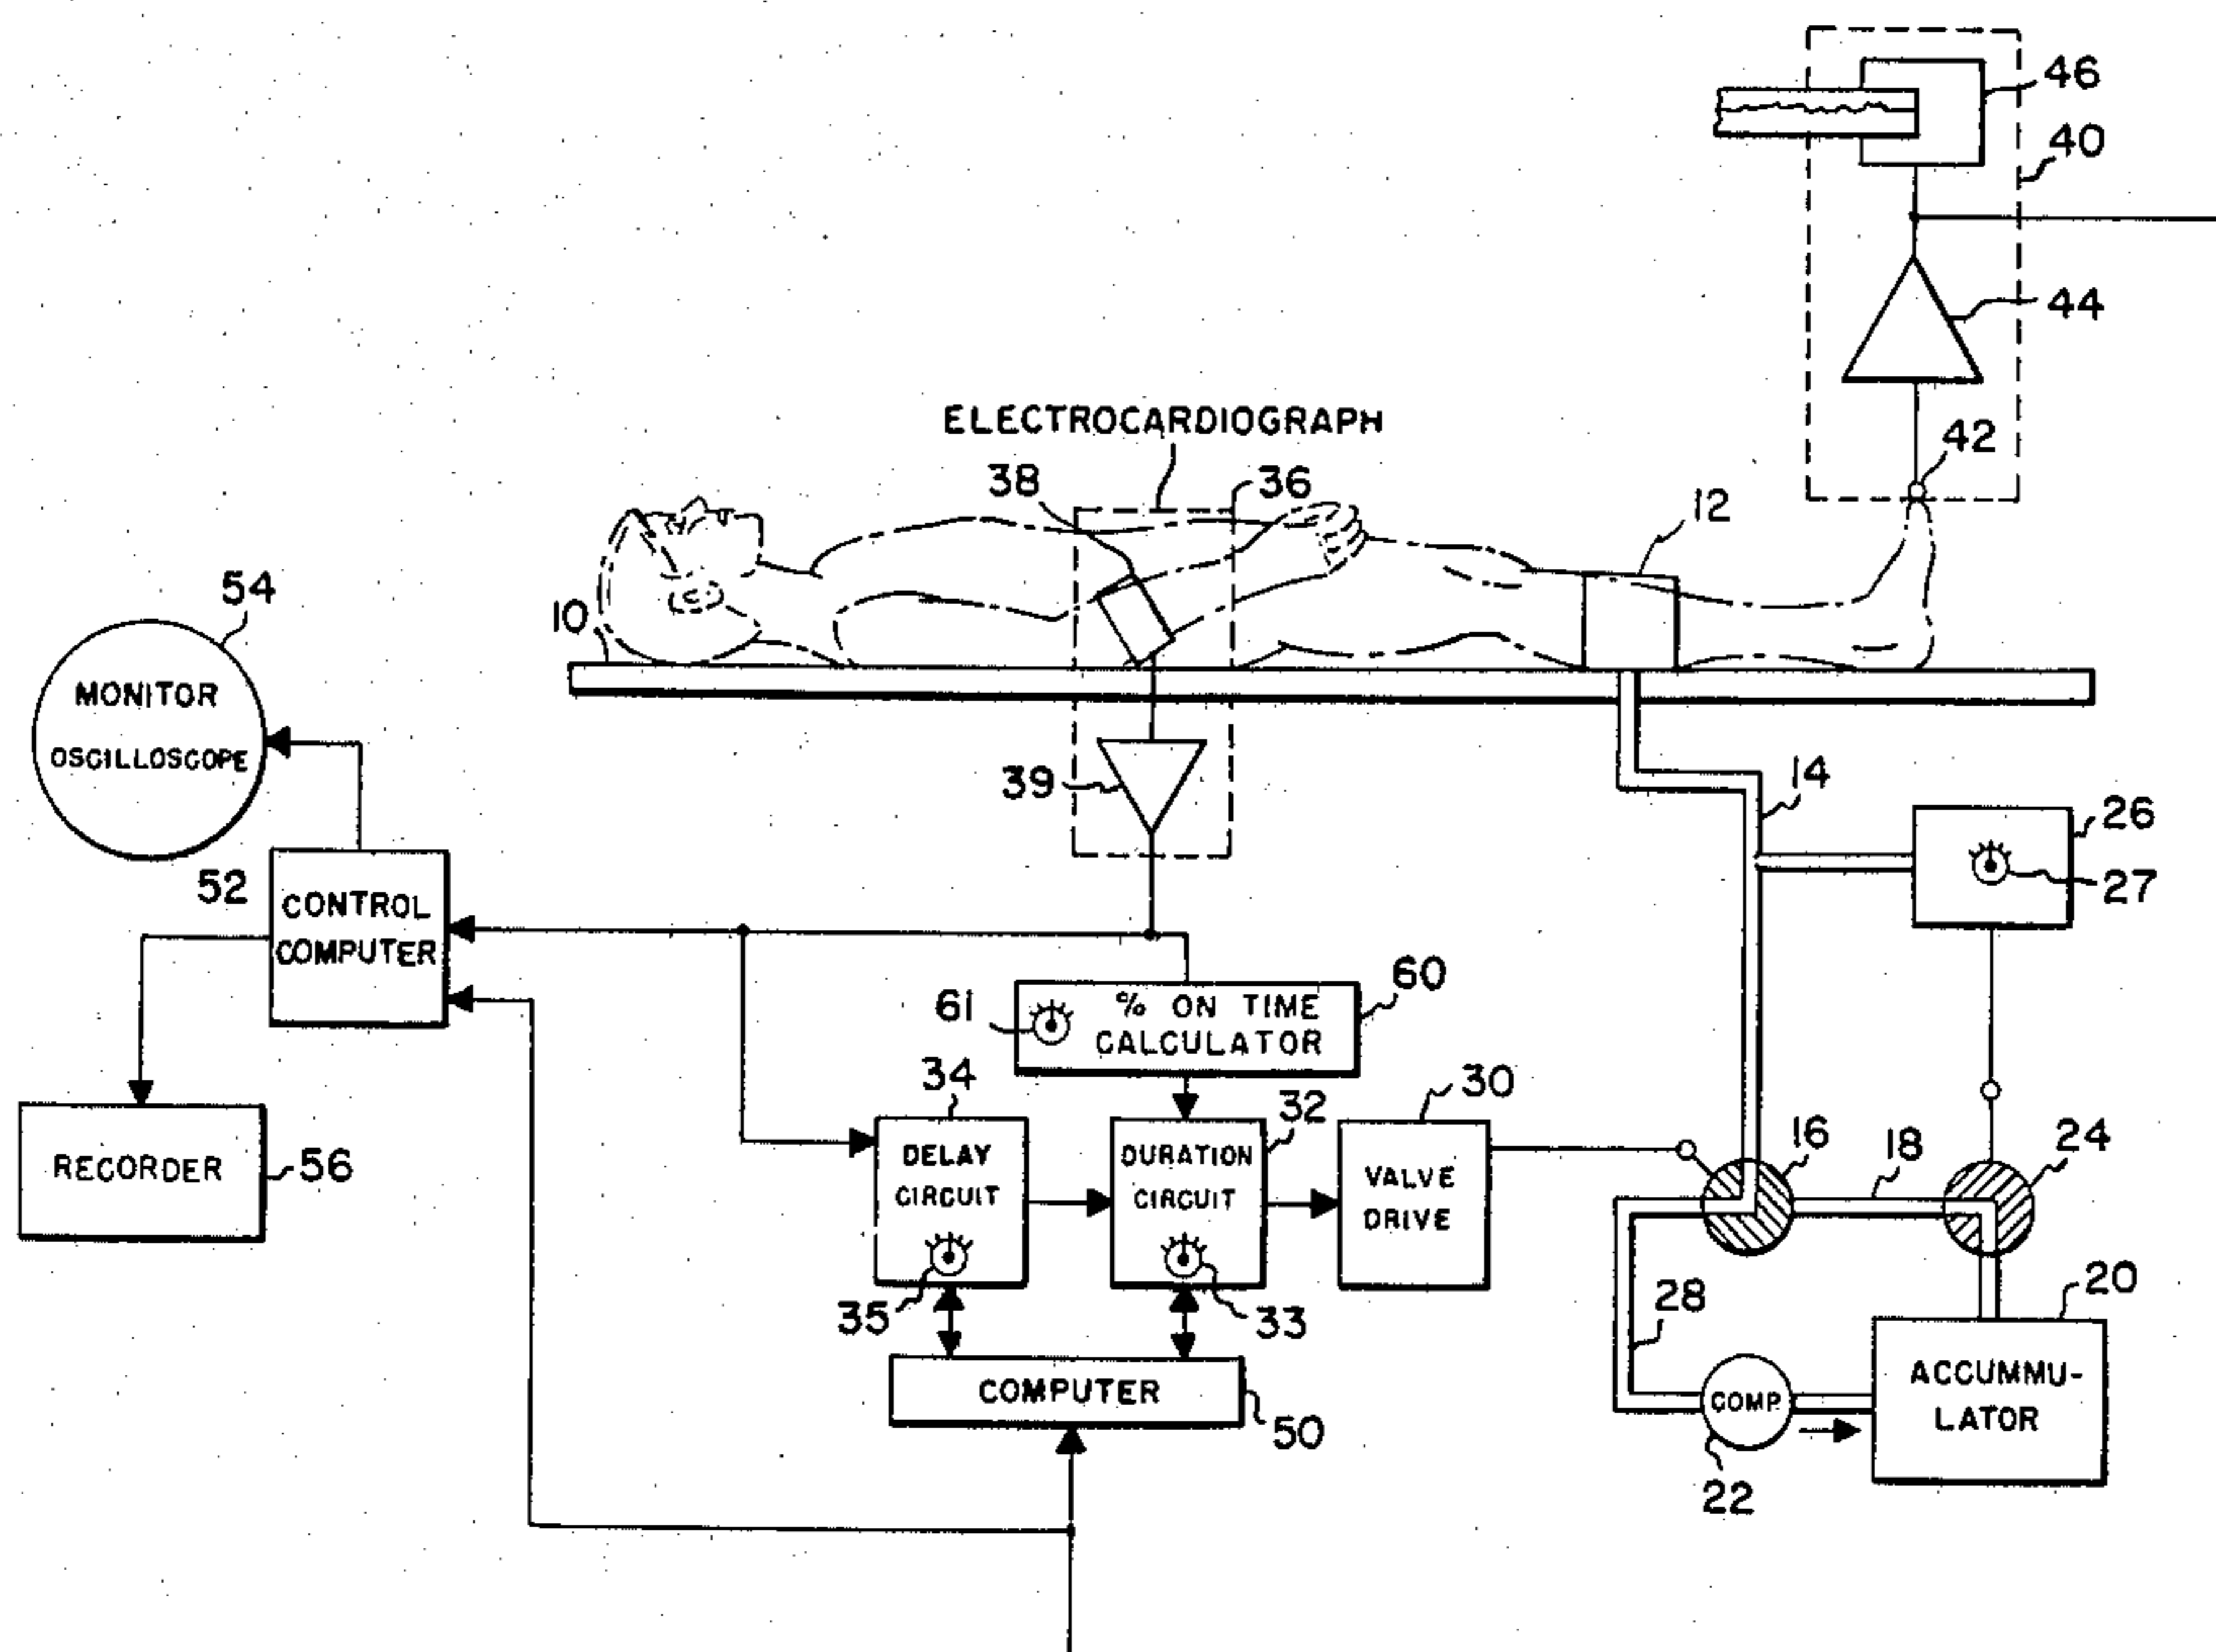 46
40
44
ELECTROCARDIOGRAPH
42
38
36
12
54
10
MONITOR
OSCILLOSCOPE
39
14
26
27
52
CONTROL
COMPUTER
60
61
% ON TIME
CALCULATOR
34
32
30
16
18
24
DELAY
CIRCUIT
DURATION
CIRCUIT
VALVE
DRIVE
RECORDER
56
35
33
28
20
COMPUTER
50
COMP
22
ACCUMMU-
LATOR